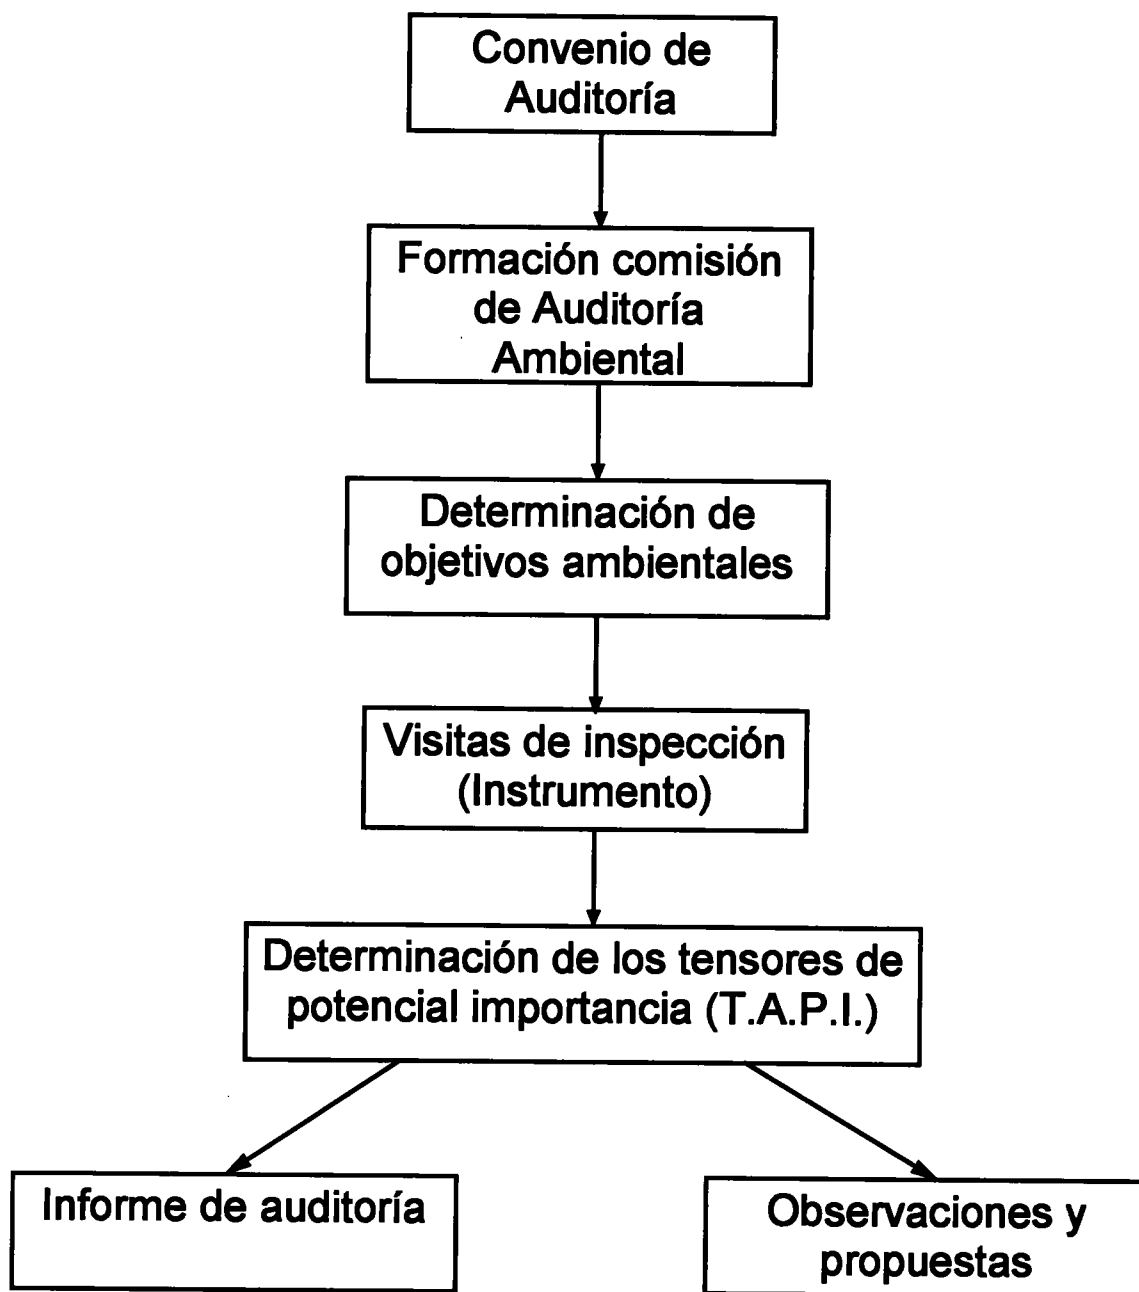 Convenio de
Auditoría
Formación comisión
de Auditoría
Ambiental
Determinación de
objetivos ambientales
Visitas de inspección
(Instrumento)
Determinación de los tensores de
potencial importancia (T.A.P.I.)
Informe de auditoría
Observaciones y
propuestas